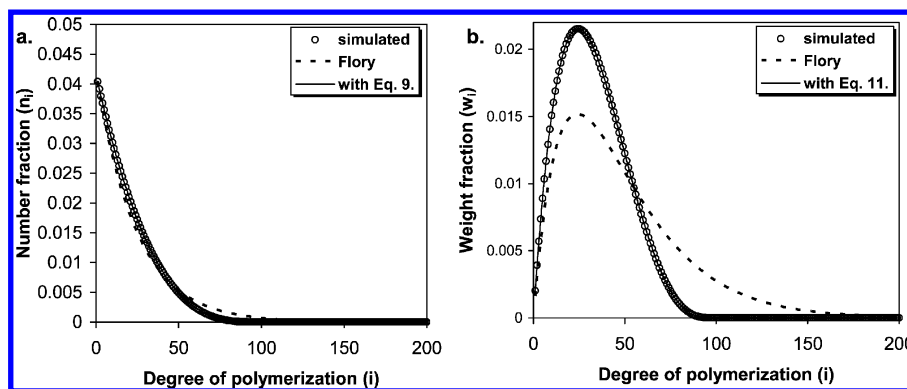 a.
simulated
Flory
with Eq. 9.
Number fraction (nᵢ)
0.05
0.045
0.04
0.035
0.03
0.025
0.02
0.015
0.01
0.005
0
0 50 100 150 200
Degree of polymerization (i)
b.
simulated
Flory
with Eq. 11.
Weight fraction (wᵢ)
0.02
0.015
0.01
0.005
0
0 50 100 150 200
Degree of polymerization (i)